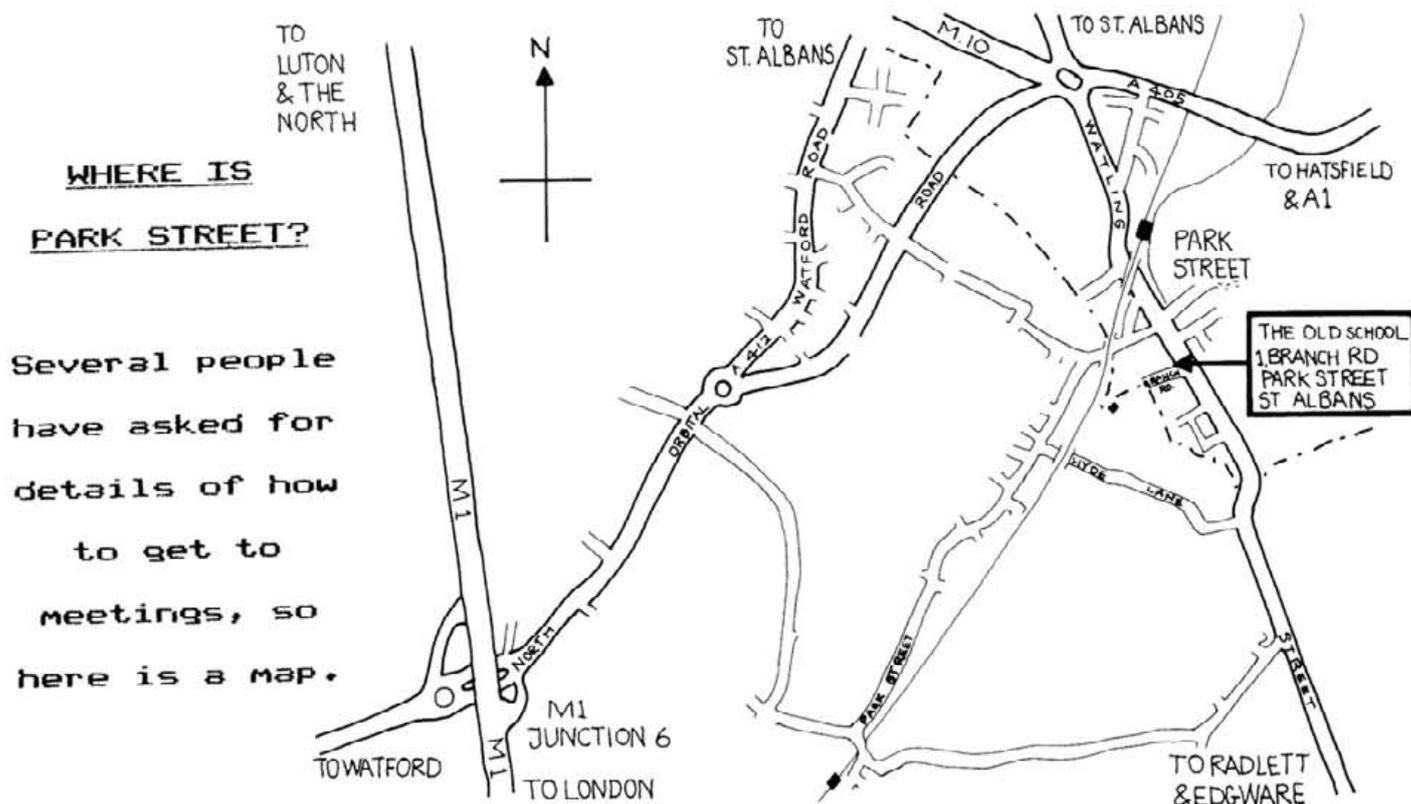 WHERE IS
PARK STREET?
Several people
have asked for
details of how
to get to
meetings, so
here is a map.
TO
LUTON
& THE
NORTH
N
TO
ST. ALBANS
M.10
TO ST. ALBANS
A 405
TO HATSFIELD
& A1
WATLING
ROAD
WATFORD
ROAD
A 412
ORBITAL
NORTH
PARK
STREET
THE OLD SCHOOL
1.BRANCH RD
PARK STREET
ST ALBANS
BRANCH
RD.
HYDE LANE
M1
PARK STREET
STREET
M1
JUNCTION 6
M1
TO WATFORD
TO LONDON
TO RADLETT
& EDGWARE